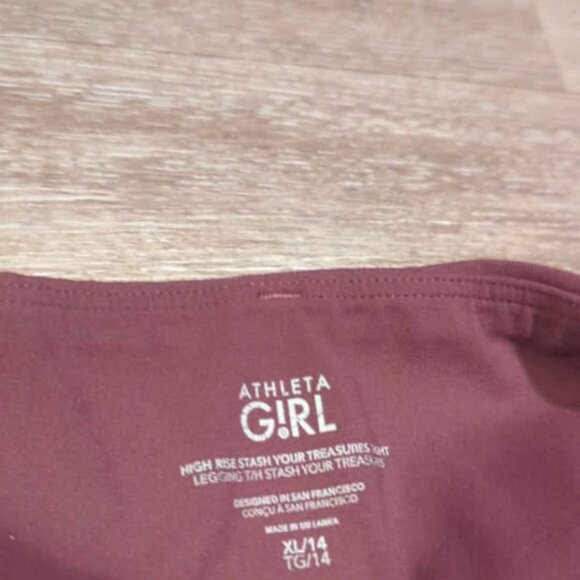 ATHLETA
G!RL
HIGH RISE STASH YOUR TREASURES
LEGGING T/H STASH YOUR TREASURES
DESIGNED IN SAN FRANCISCO
CONÇU À SAN FRANCISCO
MADE IN SRI LANKA
XL/14
TG/14